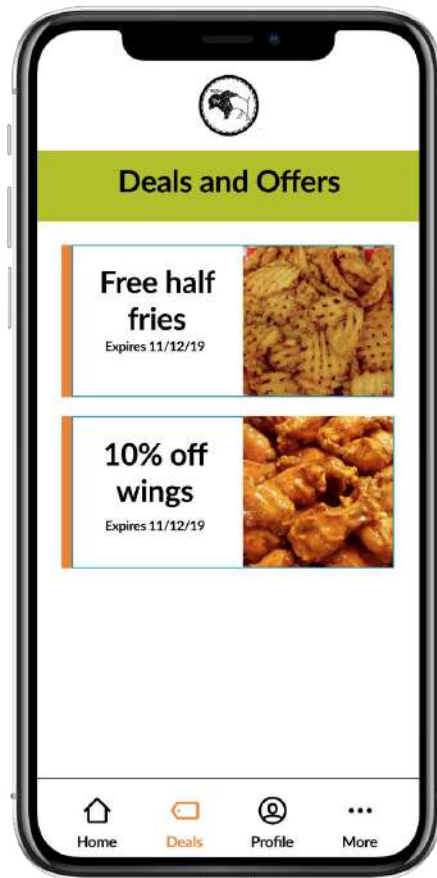 Deals and Offers
Free half
fries
Expires 11/12/19
10% off
wings
Expires 11/12/19
Home
Deals
Profile
More